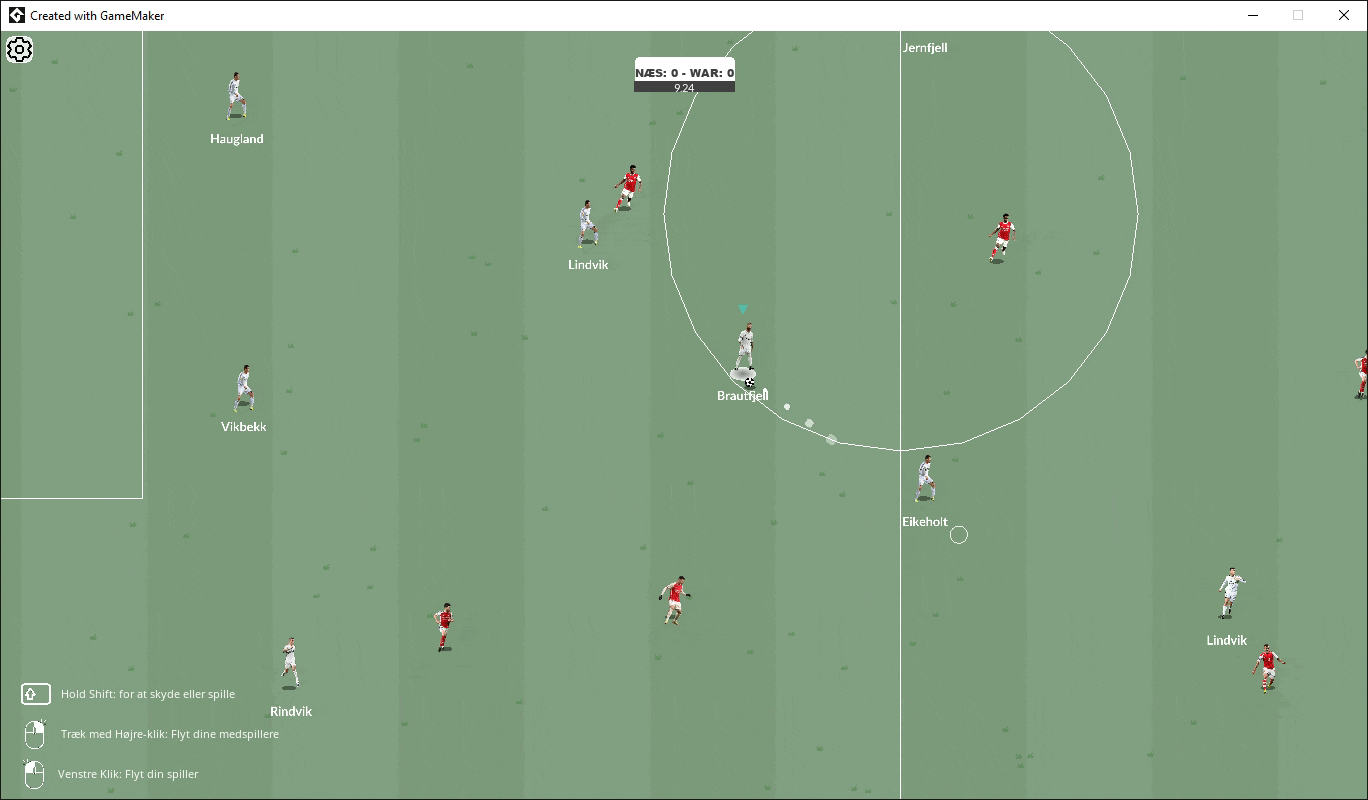 Created with GameMaker
Jernfjell
NÆS: 0 - WAR: 0
9.24
Haugland
Lindvik
Brautfjell
Vikbekk
Eikeholt
Lindvik
Rindvik
Hold Shift: for at skyde eller spille
Træk med Højre-klik: Flyt dine medspillere
Venstre Klik: Flyt din spiller